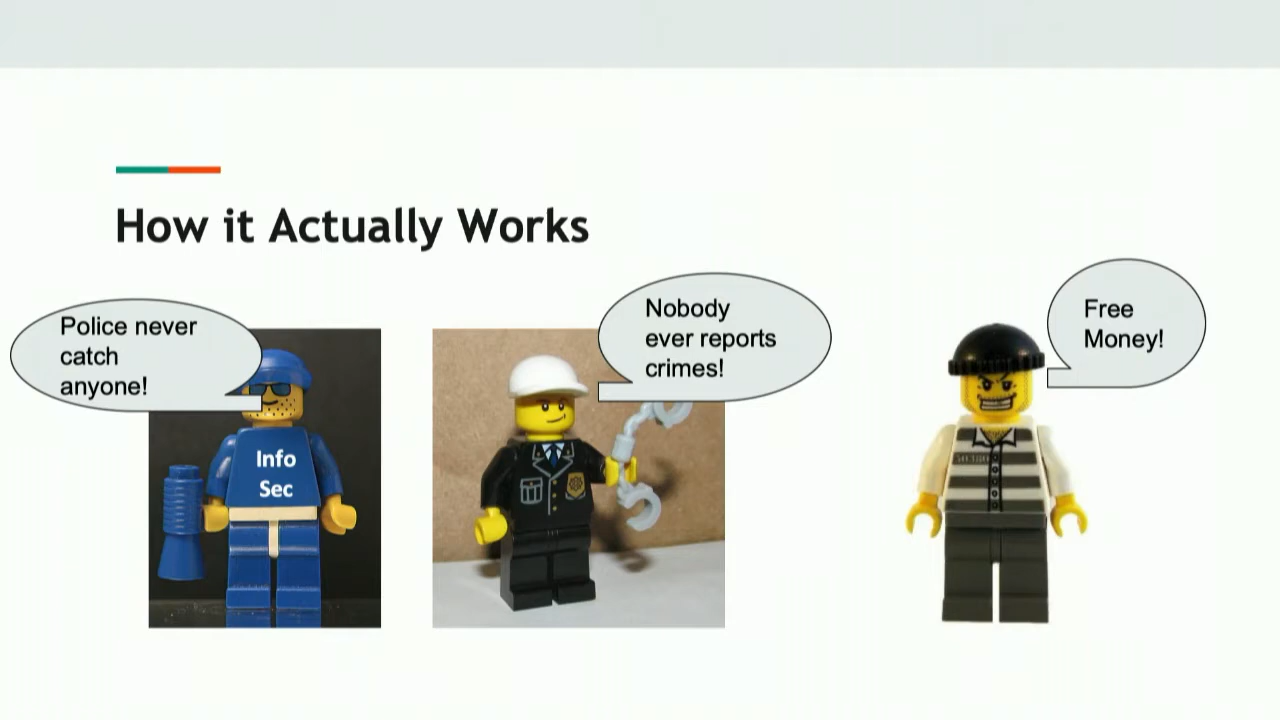 How it Actually Works
Police never
catch
anyone!
Nobody
ever reports
crimes!
Free
Money!
Info
Sec